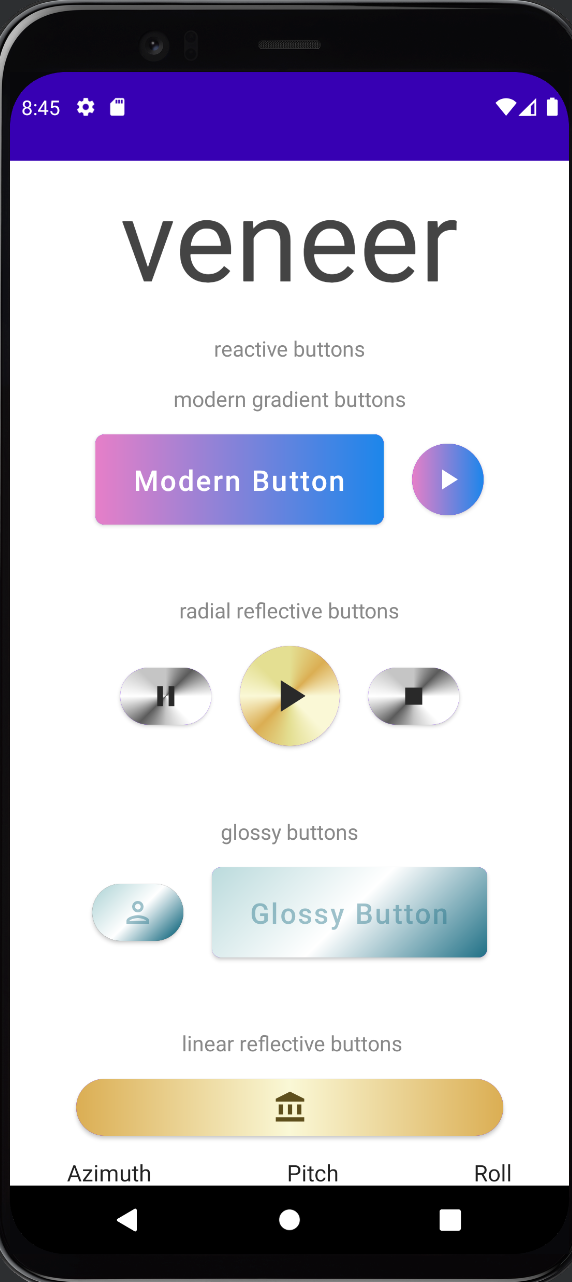 8:45
veneer
reactive buttons
modern gradient buttons
Modern Button
radial reflective buttons
glossy buttons
Glossy Button
linear reflective buttons
Azimuth Pitch Roll